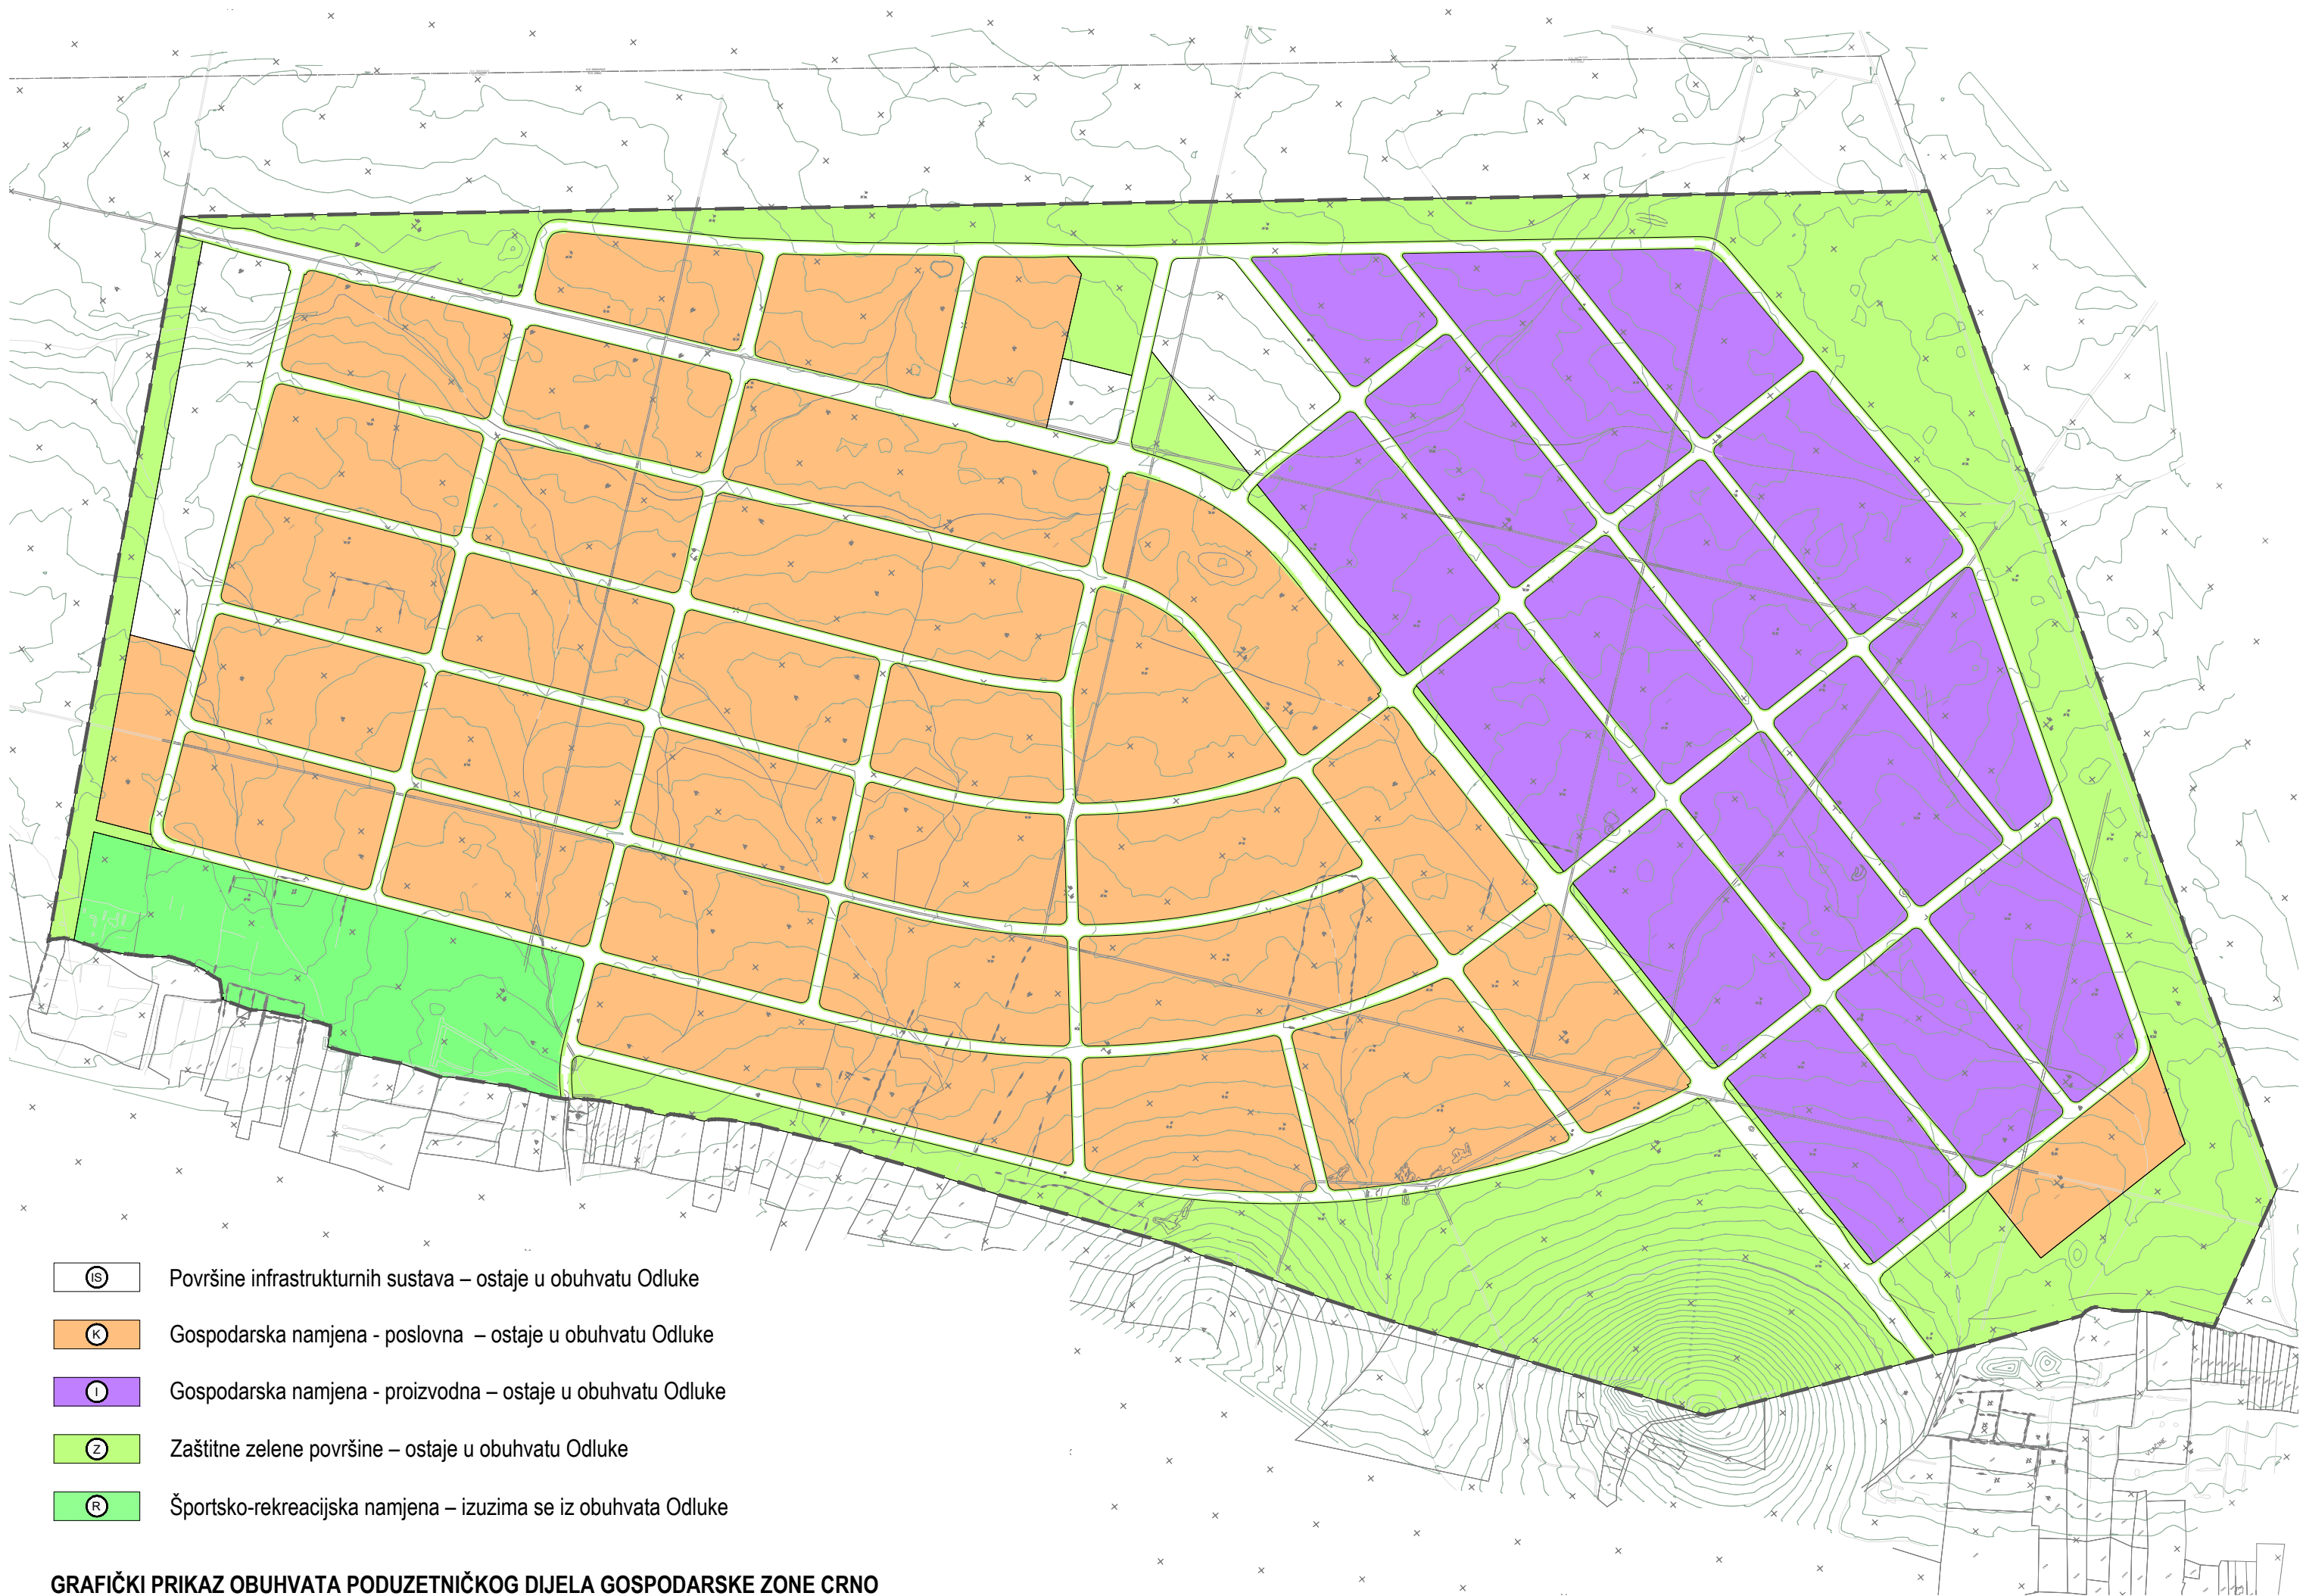 IS Površine infrastrukturnih sustava – ostaje u obuhvatu Odluke
K Gospodarska namjena - poslovna – ostaje u obuhvatu Odluke
I Gospodarska namjena - proizvodna – ostaje u obuhvatu Odluke
Z Zaštitne zelene površine – ostaje u obuhvatu Odluke
R Športsko-rekreacijska namjena – izuzima se iz obuhvata Odluke
GRAFIČKI PRIKAZ OBUHVATA PODUZETNIČKOG DIJELA GOSPODARSKE ZONE CRNO